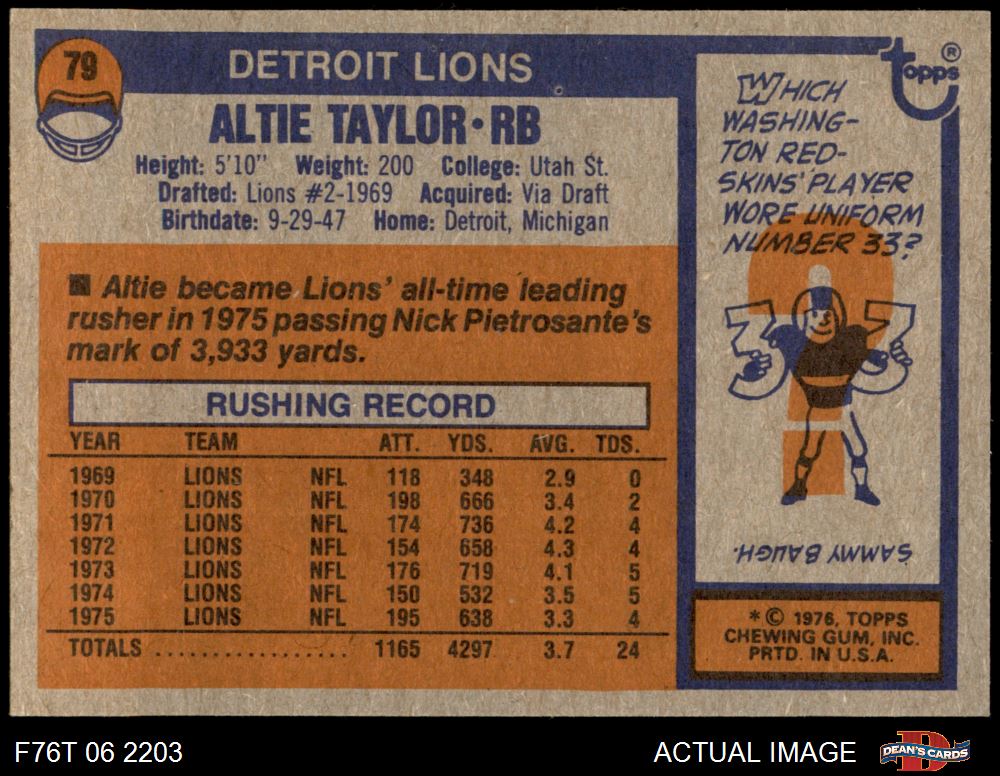 79
DETROIT LIONS
ALTIE TAYLOR • RB
Height: 5'10" Weight: 200 College: Utah St.
Drafted: Lions #2-1969 Acquired: Via Draft
Birthdate: 9-29-47 Home: Detroit, Michigan
■ Altie became Lions' all-time leading
rusher in 1975 passing Nick Pietrosante's
mark of 3,933 yards.
RUSHING RECORD
YEAR TEAM ATT. YDS. AVG. TDS.
1969 LIONS NFL 118 348 2.9 0
1970 LIONS NFL 198 666 3.4 2
1971 LIONS NFL 174 736 4.2 4
1972 LIONS NFL 154 658 4.3 4
1973 LIONS NFL 176 719 4.1 5
1974 LIONS NFL 150 532 3.5 5
1975 LIONS NFL 195 638 3.3 4
TOTALS .................. 1165 4297 3.7 24
topps ®
WHICH
WASHING-
TON RED-
SKINS' PLAYER
WORE UNIFORM
NUMBER 33?
3 ? 3
SAMMY BAUGH.
* © 1976, TOPPS
CHEWING GUM, INC.
PRTD. IN U.S.A.
F76T 06 2203
ACTUAL IMAGE
D
DEAN'S CARDS